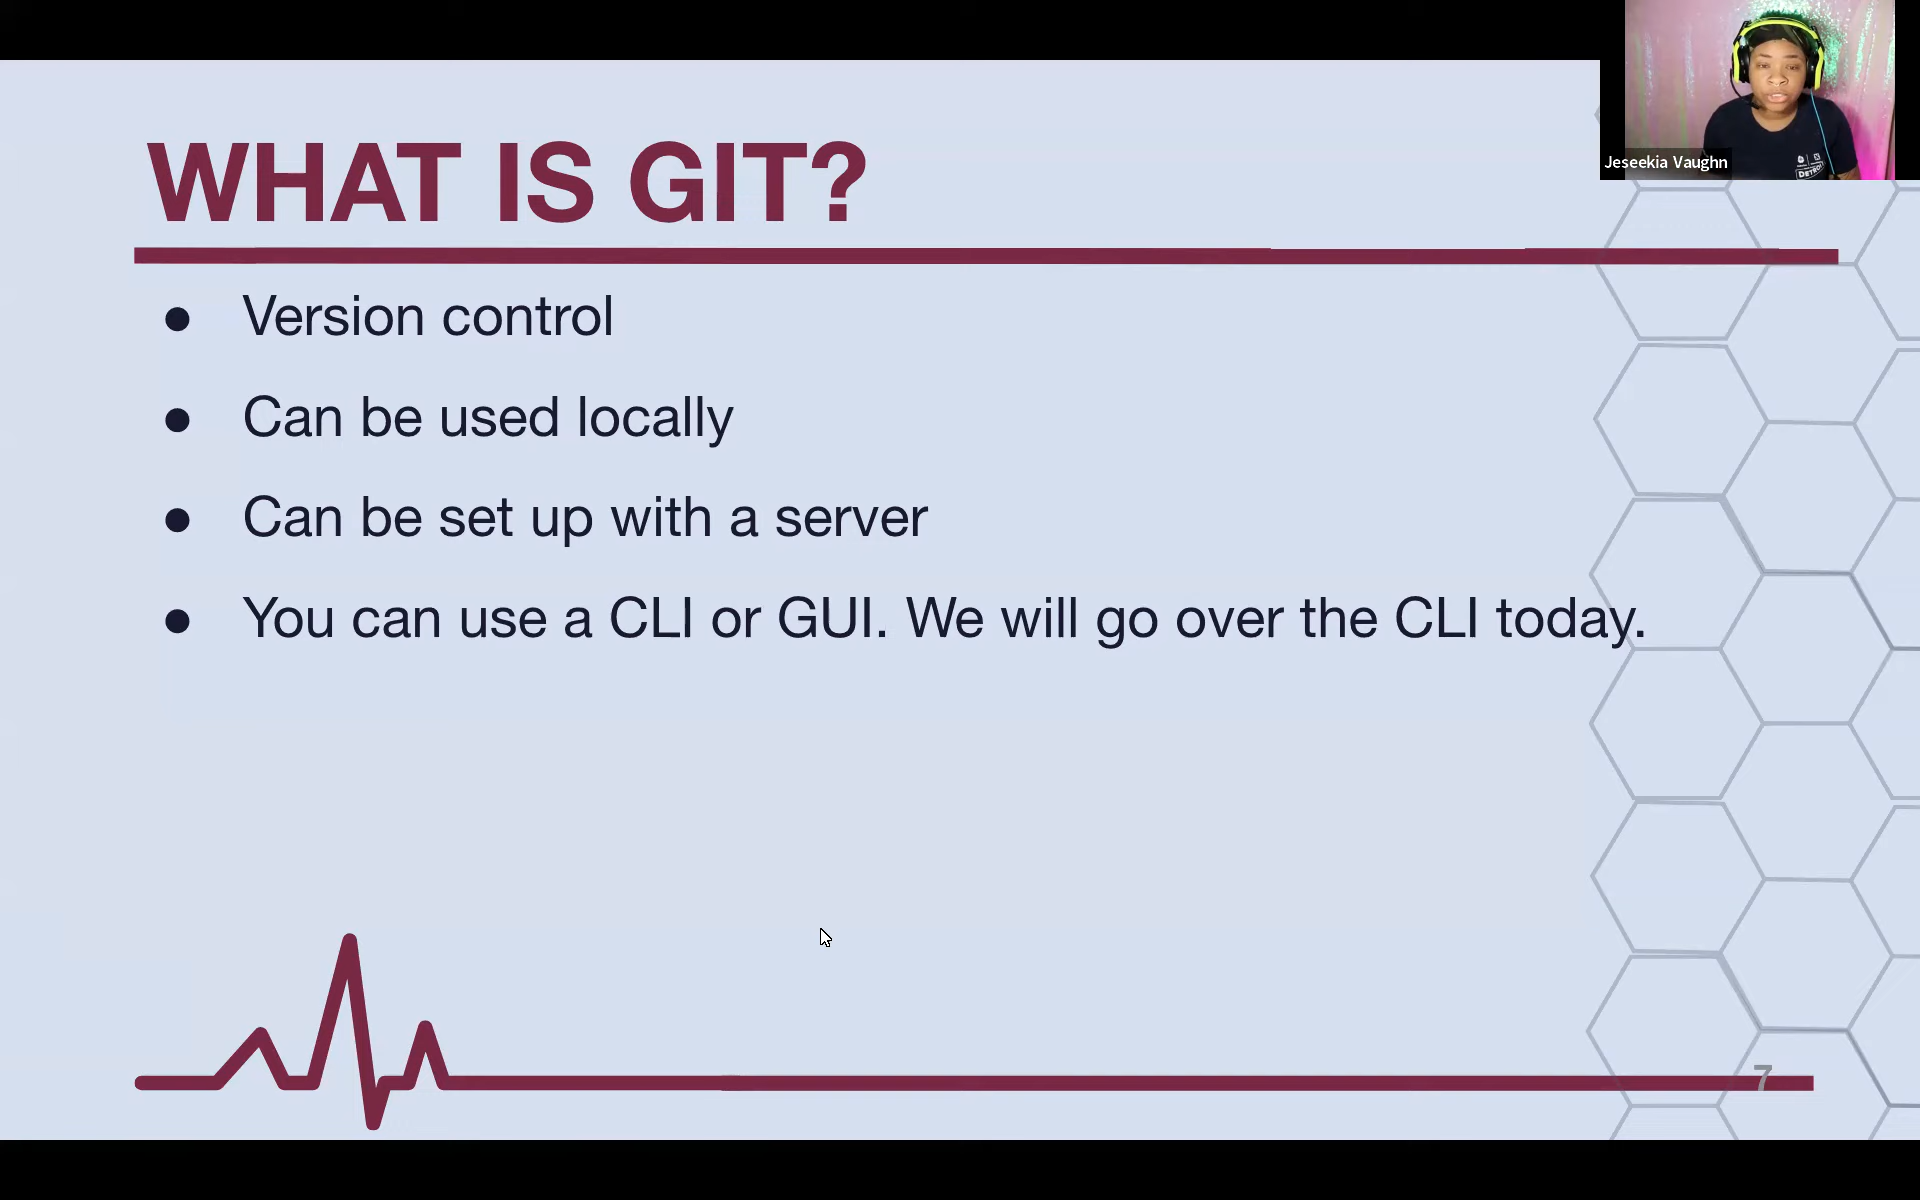 Jeseekia Vaughn
WHAT IS GIT?
● Version control
● Can be used locally
● Can be set up with a server
● You can use a CLI or GUI. We will go over the CLI today.
7